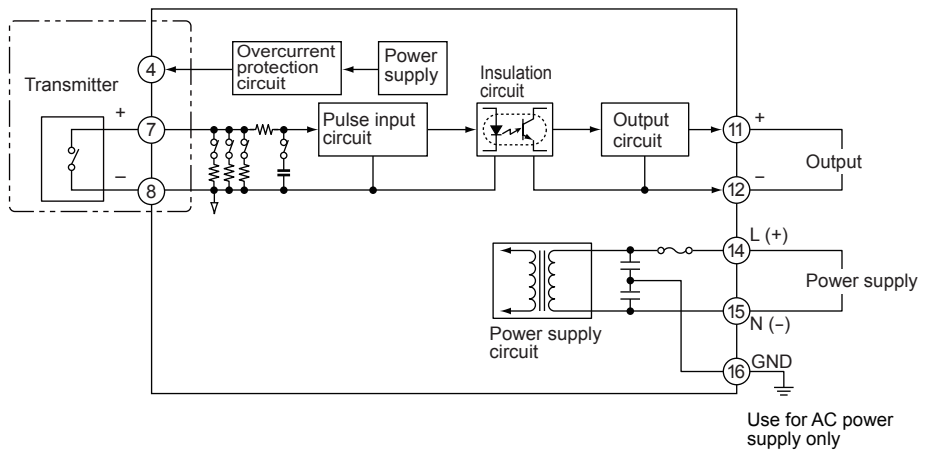 Transmitter
4
Overcurrent
protection
circuit
Power
supply
Insulation
circuit
+
7
Pulse input
circuit
Output
circuit
11
+
Output
–
8
12
–
L (+)
14
Power supply
15
N (–)
Power supply
circuit
16
GND
Use for AC power
supply only